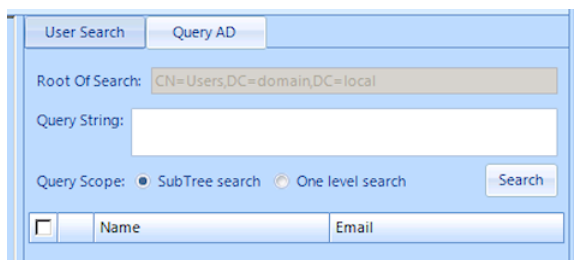 User Search Query AD
Root Of Search: CN=Users,DC=domain,DC=local
Query String:
Query Scope: SubTree search One level search Search
Name Email